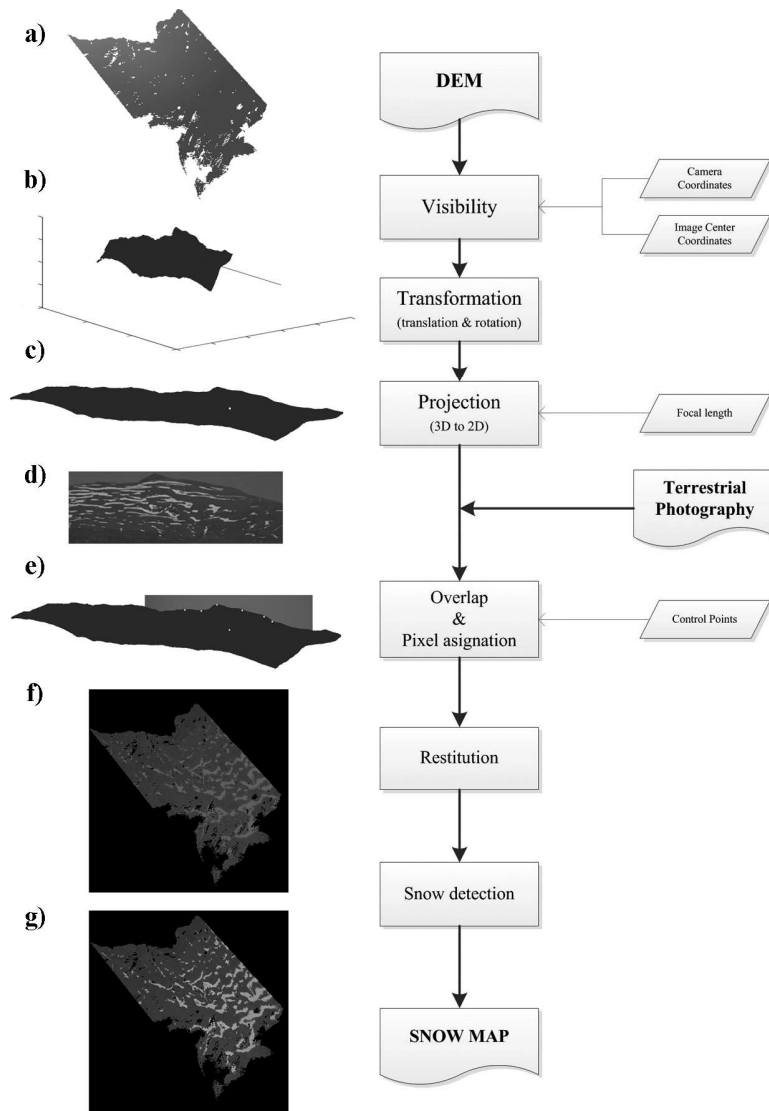 a)
DEM
b)
Camera
Coordinates
Visibility
Image Center
Coordinates
Transformation
(translation & rotation)
c)
Projection
(3D to 2D)
Focal length
d)
Terrestrial
Photography
e)
Overlap
&
Pixel asignation
Control Points
f)
Restitution
Snow detection
g)
SNOW MAP